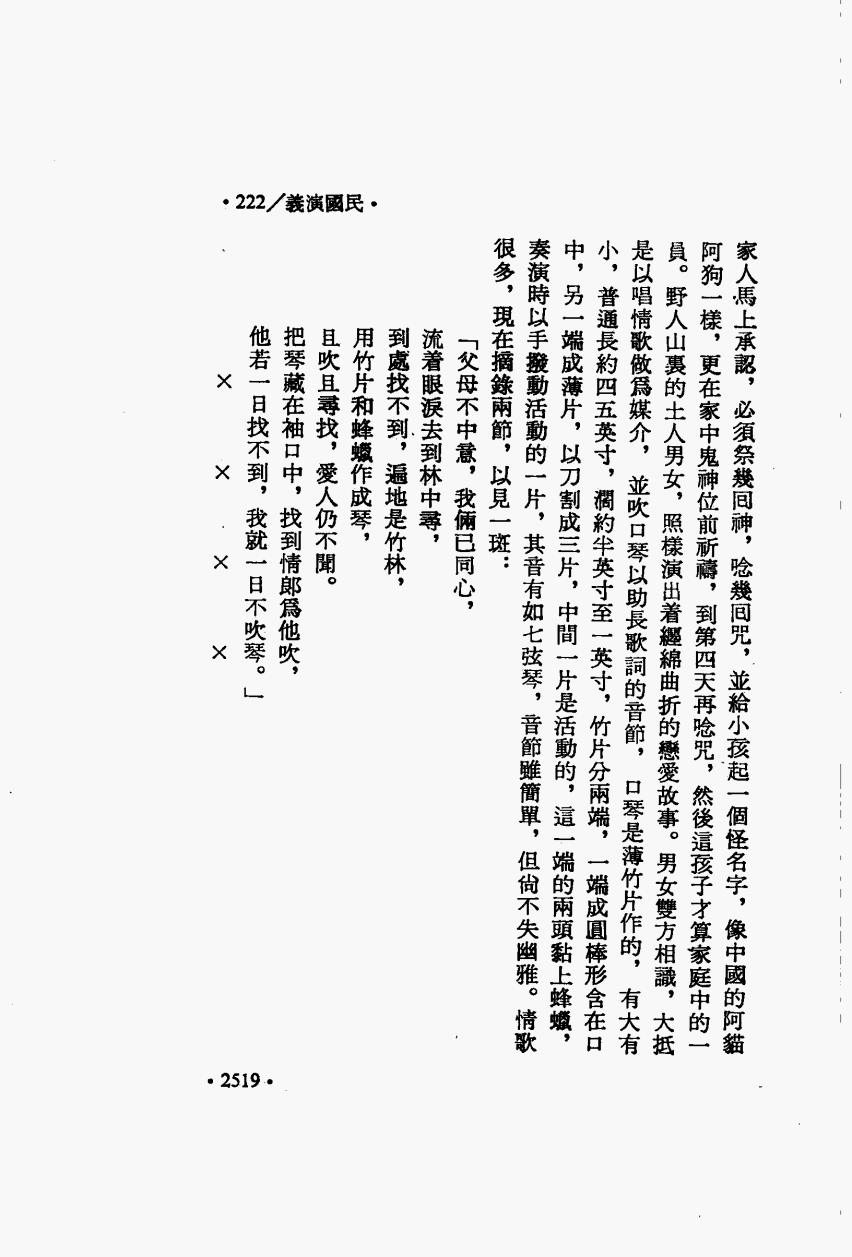 •222／義演國民•
家人馬上承認，必須祭幾回神，唸幾回咒，並給小孩起一個怪名字，像中國的阿貓
阿狗一樣，更在家中鬼神位前祈禱，到第四天再唸咒，然後這孩子才算家庭中的一
員。野人山裏的土人男女，照樣演出着纏綿曲折的戀愛故事。男女雙方相識，大抵
是以唱情歌做爲媒介，並吹口琴以助長歌詞的音節，口琴是薄竹片作的，有大有
小，普通長約四五英寸，濶約半英寸至一英寸，竹片分兩端，一端成圓棒形含在口
中，另一端成薄片，以刀割成三片，中間一片是活動的，這一端的兩頭黏上蜂蠟，
奏演時以手撥動活動的一片，其音有如七弦琴，音節雖簡單，但尙不失幽雅。情歌
很多，現在摘錄兩節，以見一斑：
「父母不中意，我倆已同心，
流着眼淚去到林中尋，
到處找不到，遍地是竹林，
用竹片和蜂蠟作成琴，
且吹且尋找，愛人仍不聞。
把琴藏在袖口中，找到情郎爲他吹，
他若一日找不到，我就一日不吹琴。」
× × × ×
•2519•